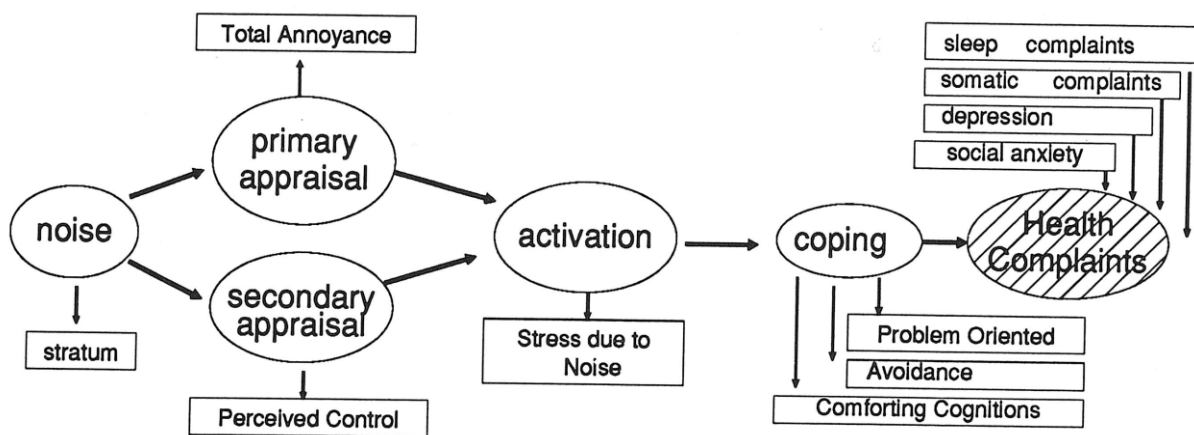 Total Annoyance
primary
appraisal
noise
stratum
secondary
appraisal
Perceived Control
activation
Stress due to
Noise
coping
Problem Oriented
Avoidance
Comforting Cognitions
sleep complaints
somatic complaints
depression
social anxiety
Health
Complaints